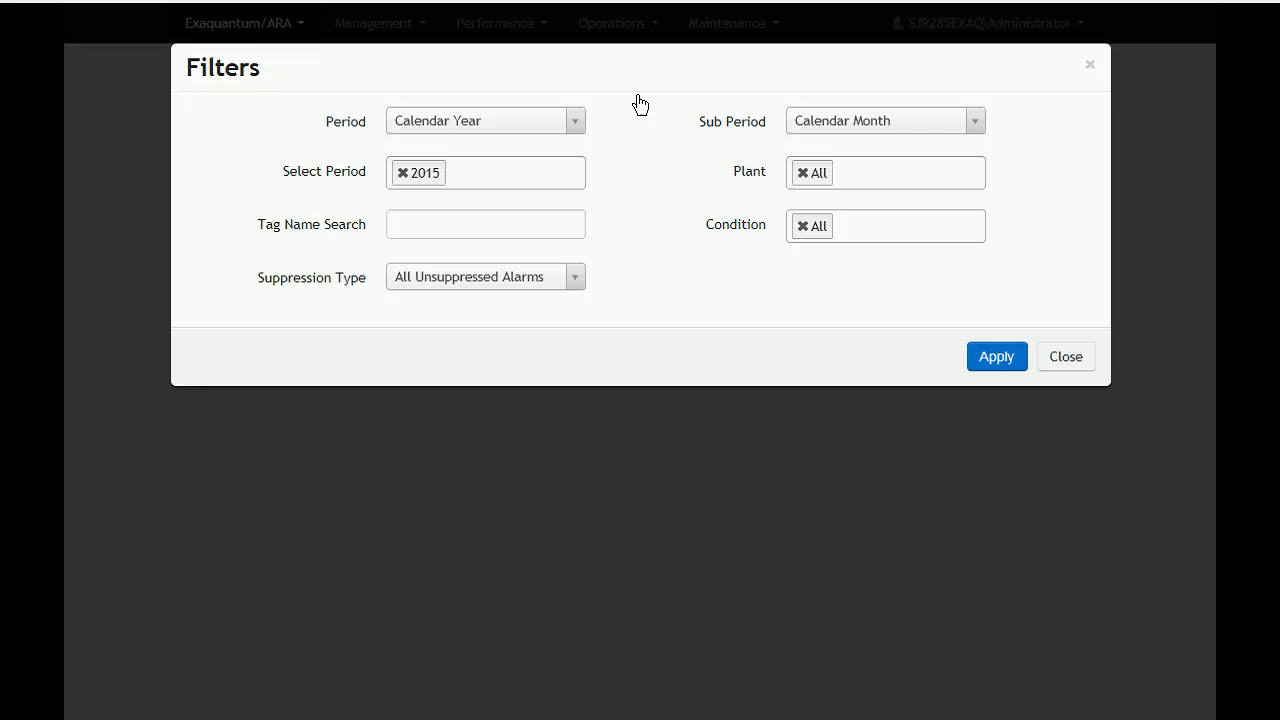 Exaquantum/ARA Management Performance Operations Maintenance SJR285EXAQ\Administrator
Filters ×
Period Calendar Year Sub Period Calendar Month
Select Period ✖ 2015 Plant ✖ All
Tag Name Search Condition ✖ All
Suppression Type All Unsuppressed Alarms
Apply Close